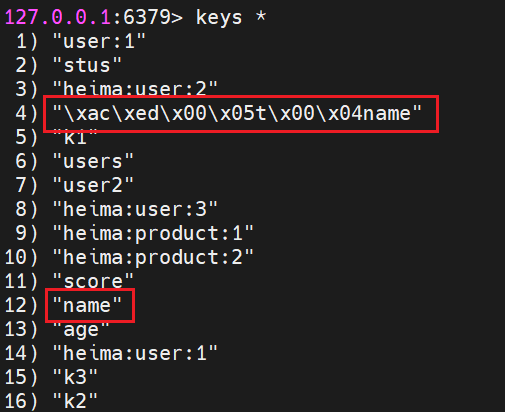 127.0.0.1:6379> keys *
1) "user:1"
2) "stus"
3) "heima:user:2"
4) "\xac\xed\x00\x05t\x00\x04name"
5) "k1"
6) "users"
7) "user2"
8) "heima:user:3"
9) "heima:product:1"
10) "heima:product:2"
11) "score"
12) "name"
13) "age"
14) "heima:user:1"
15) "k3"
16) "k2"